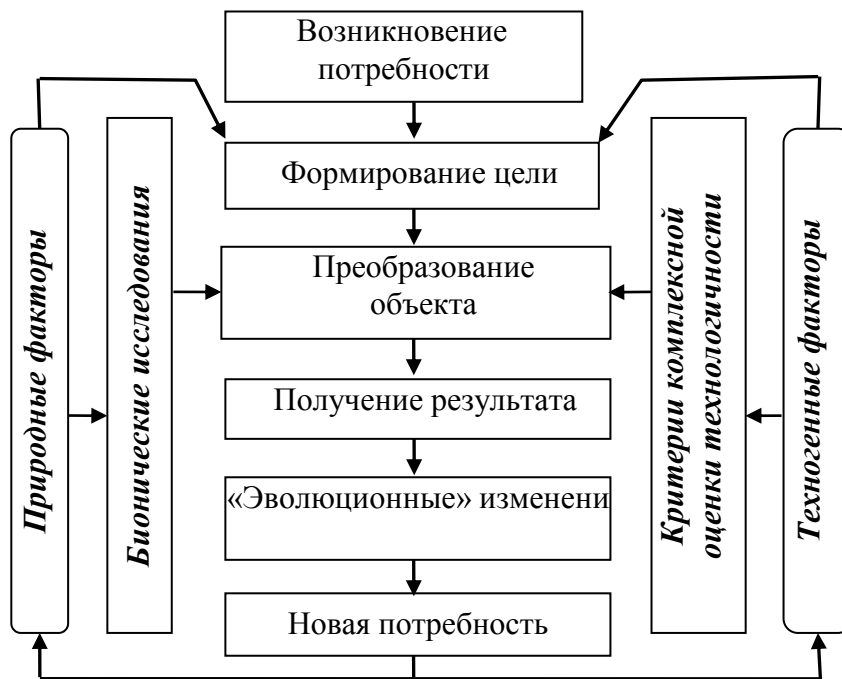 Возникновение
потребности
Формирование цели
Преобразование
объекта
Получение результата
«Эволюционные» изменени
Новая потребность
Природные факторы
Бионические исследования
Критерии комплексной
оценки технологичности
Техногенные факторы